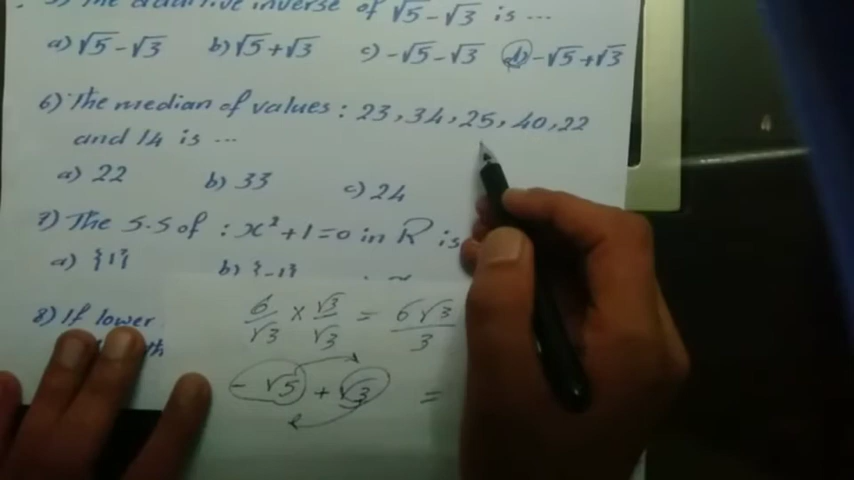 5) The additive inverse of √5-√3 is ...
a) √5-√3 b) √5+√3 c) -√5-√3 d) -√5+√3
6) The median of values : 23, 34, 25, 40, 22
and 14 is ...
a) 22 b) 33 c) 24
7) The S.S of : x²+1=0 in R is
a) {1} b) {-1}
8) If lower
6/√3 × √3/√3 = 6√3/3
- √5 + √3 =